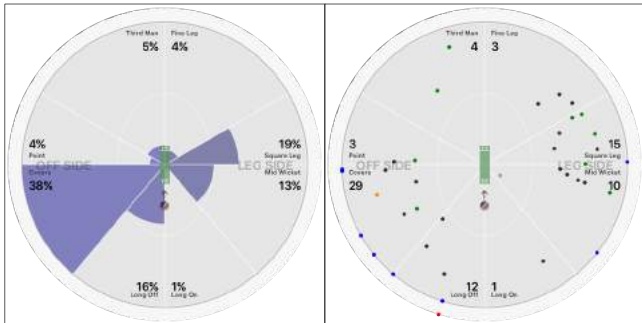 Third Man Fine Leg
5% 4%
4%
Point
OFF SIDE
Covers
38%
19%
Square Leg
LEG SIDE
Mid Wicket
13%
16% 1%
Long Off Long On
Third Man Fine Leg
4 3
3
Point
OFF SIDE
Covers
29
15
Square Leg
LEG SIDE
Mid Wicket
10
12 1
Long Off Long On